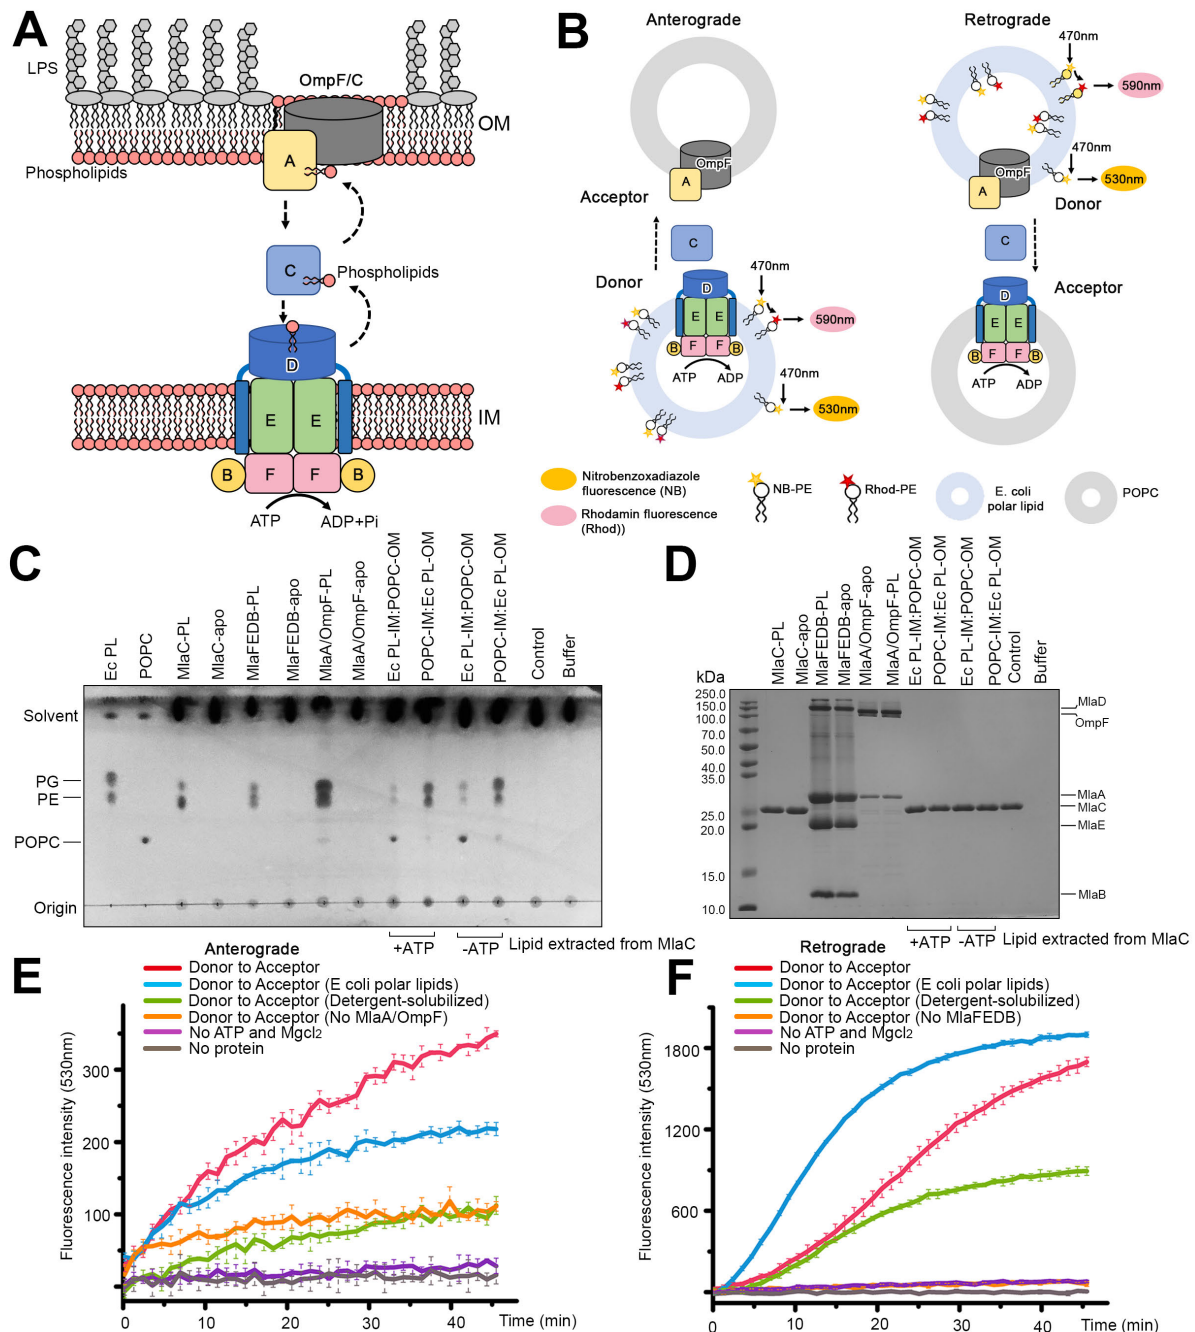 A
LPS
OmpF/C
OM
A
Phospholipids
C
Phospholipids
D
E
E
IM
B
F
F
B
ATP
ADP+Pi
B
Anterograde
Retrograde
470nm
590nm
OmpF
A
470nm
530nm
OmpF
A
Acceptor
Donor
C
C
Donor
470nm
Acceptor
D
D
E
E
590nm
E
E
B
F
F
B
B
F
F
B
ATP
ADP
470nm
ATP
ADP
530nm
Nitrobenzoxadiazole
fluorescence (NB)
Rhodamin fluorescence
(Rhod))
NB-PE
Rhod-PE
E. coli
polar lipid
POPC
C
Ec PL
POPC
MlaC-PL
MlaC-apo
MlaFEDB-PL
MlaFEDB-apo
MlaA/OmpF-PL
MlaA/OmpF-apo
Ec PL-IM:POPC-OM
POPC-IM:Ec PL-OM
Ec PL-IM:POPC-OM
POPC-IM:Ec PL-OM
Control
Buffer
Solvent
PG
PE
POPC
Origin
+ATP
-ATP
Lipid extracted from MlaC
D
MlaC-PL
MlaC-apo
MlaFEDB-PL
MlaFEDB-apo
MlaA/OmpF-apo
MlaA/OmpF-PL
Ec PL-IM:POPC-OM
POPC-IM:Ec PL-OM
Ec PL-IM:POPC-OM
POPC-IM:Ec PL-OM
Control
Buffer
kDa
250.0
150.0
100.0
70.0
50.0
40.0
35.0
25.0
20.0
15.0
10.0
MlaD
OmpF
MlaA
MlaC
MlaE
MlaB
+ATP
-ATP
Lipid extracted from MlaC
E
Anterograde
Donor to Acceptor
Donor to Acceptor (E coli polar lipids)
Donor to Acceptor (Detergent-solubilized)
Donor to Acceptor (No MlaA/OmpF)
No ATP and Mgcl2
No protein
Fluorescence intensity (530nm)
300
200
100
0
10
20
30
40
Time (min)
F
Retrograde
Donor to Acceptor
Donor to Acceptor (E coli polar lipids)
Donor to Acceptor (Detergent-solubilized)
Donor to Acceptor (No MlaFEDB)
No ATP and Mgcl2
No protein
Fluorescence intensity (530nm)
1800
1200
600
0
10
20
30
40
Time (min)